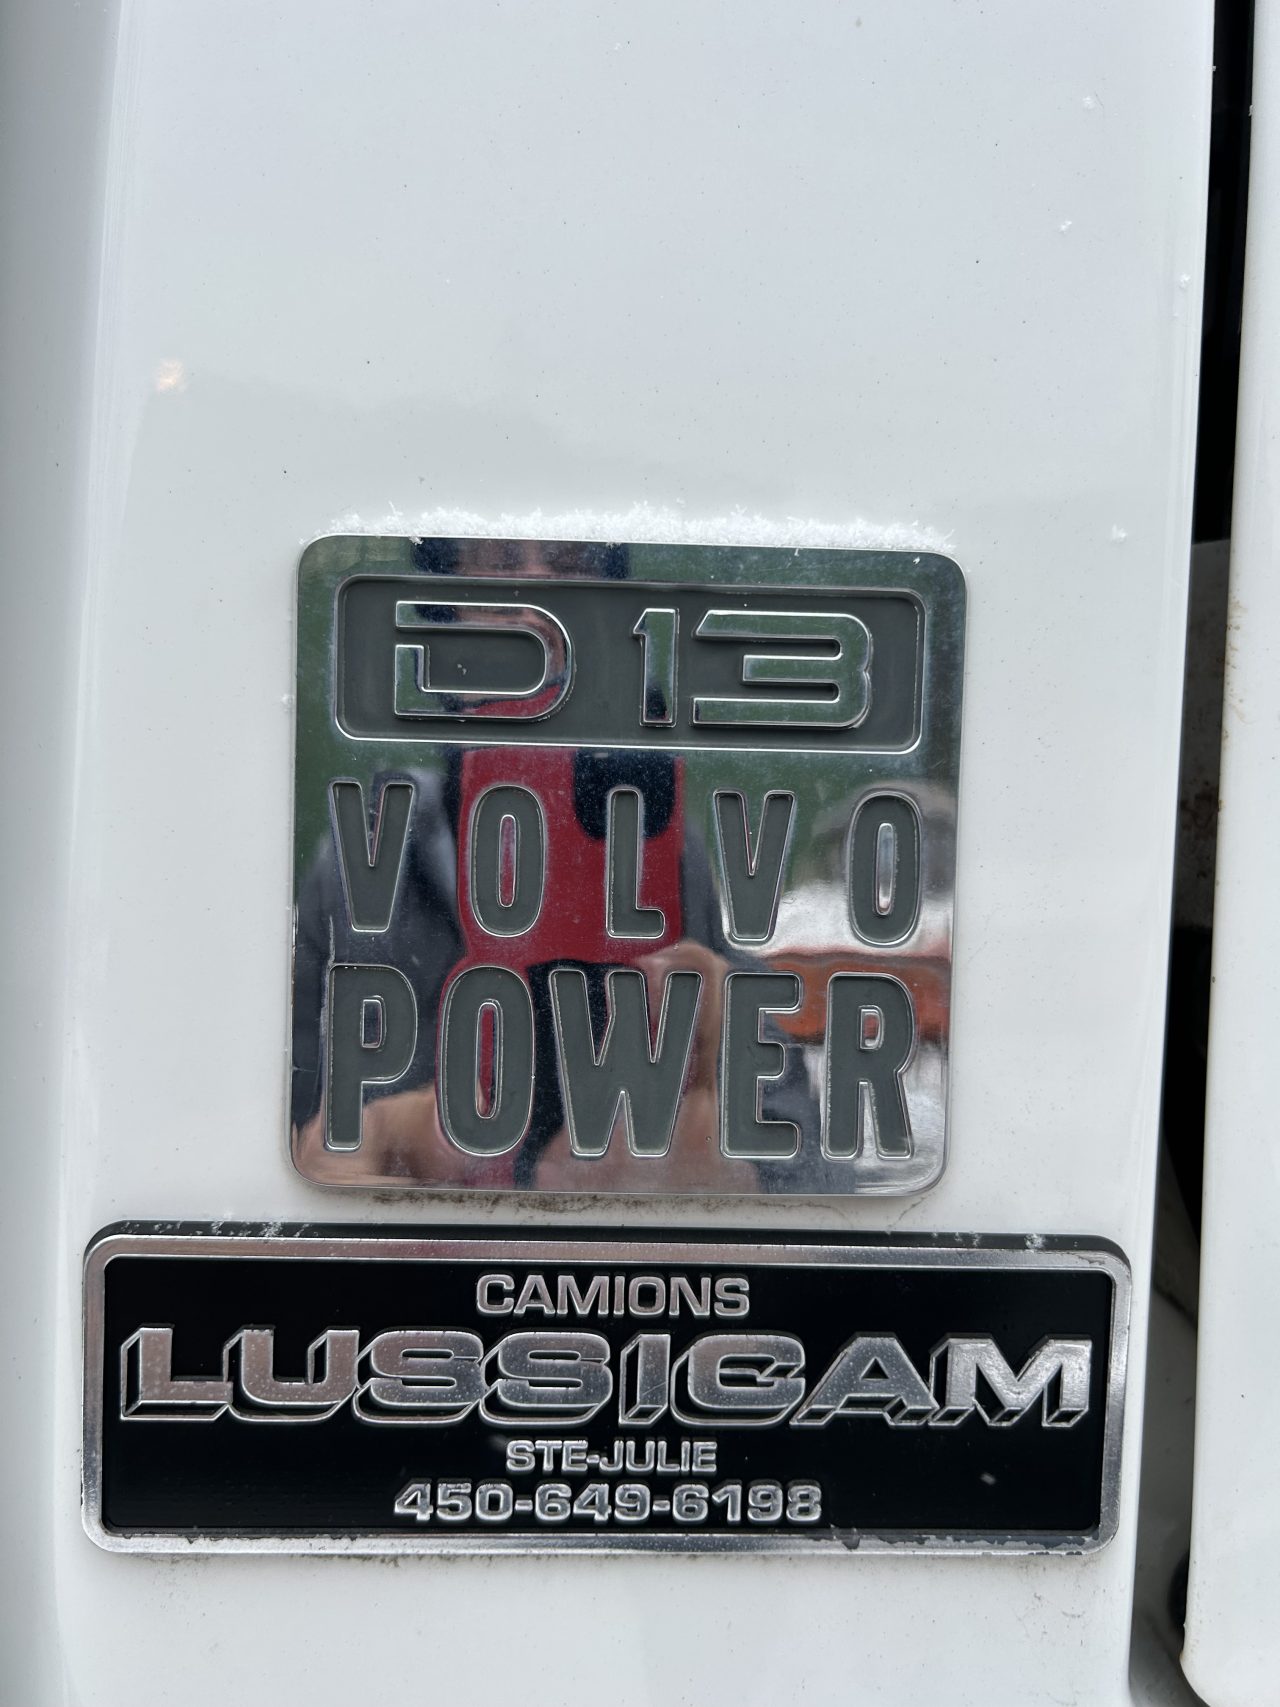 D13
VOLVO
POWER
CAMIONS
LUSSICAM
STE-JULIE
450-649-6198